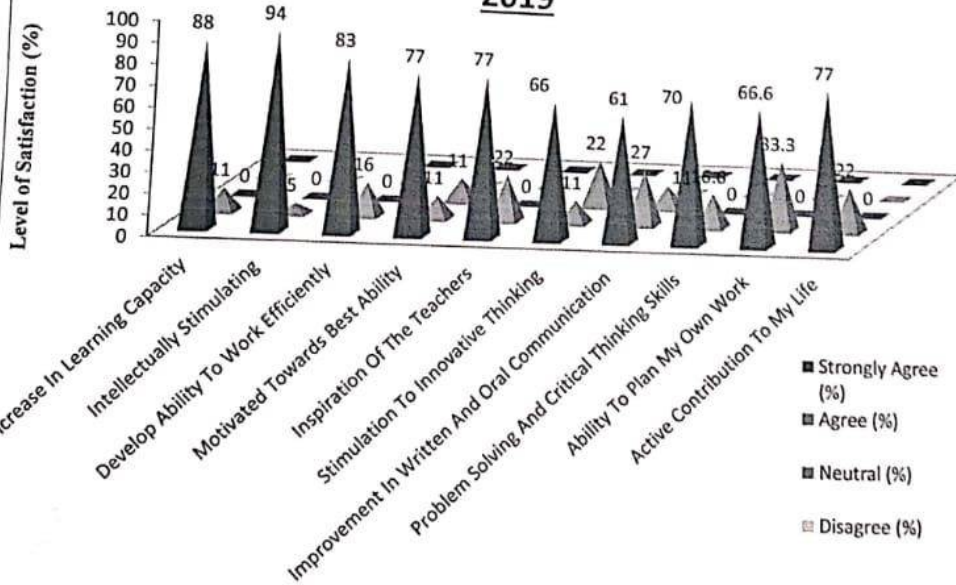 2019
Level of Satisfaction (%)
100
90
80
70
60
50
40
30
20
10
0
88
94
83
77
77
66
61
70
66.6
77
11
0
5
0
16
0
11
11
22
0
11
22
27
11
6.6
0
33.3
0
22
0
ncrease In Learning Capacity
Intellectually Stimulating
Develop Ability To Work Efficiently
Motivated Towards Best Ability
Inspiration Of The Teachers
Stimulation To Innovative Thinking
Improvement In Written And Oral Communication
Problem Solving And Critical Thinking Skills
Ability To Plan My Own Work
Active Contribution To My Life
Strongly Agree
(%)
Agree (%)
Neutral (%)
Disagree (%)